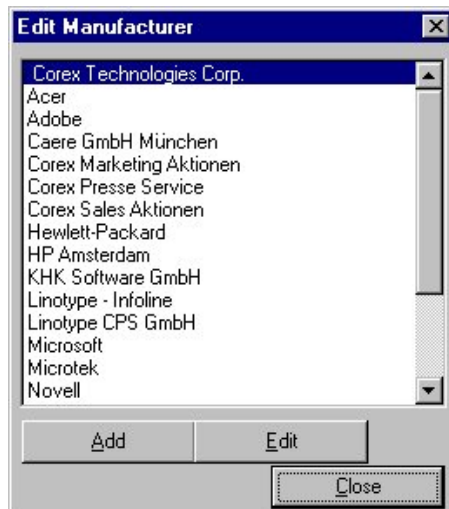 Edit Manufacturer
Corex Technologies Corp.
Acer
Adobe
Caere GmbH München
Corex Marketing Aktionen
Corex Presse Service
Corex Sales Aktionen
Hewlett-Packard
HP Amsterdam
KHK Software GmbH
Linotype - Infoline
Linotype CPS GmbH
Microsoft
Microtek
Novell
Add Edit
Close